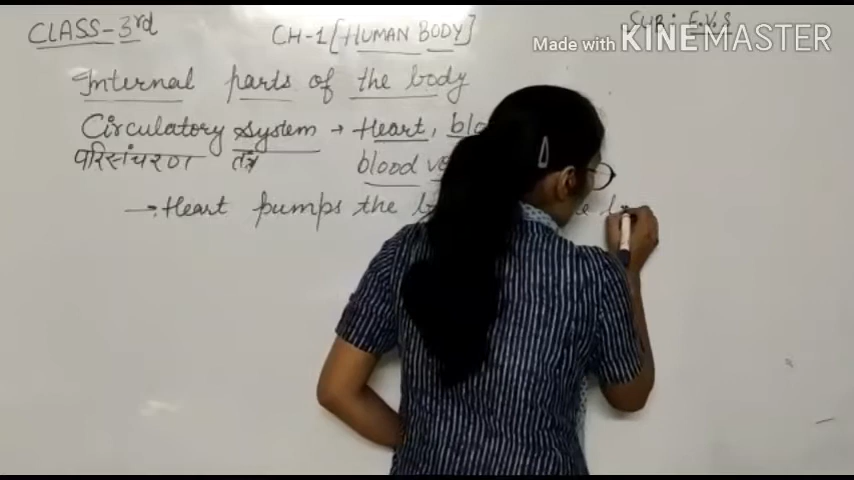 CLASS-3rd CH-1 [HUMAN BODY] SUB: E.V.S
Made with KINEMASTER
Internal parts of the body
Circulatory system → Heart,
परिसंचरण तंत्र blood
→ Heart pumps the